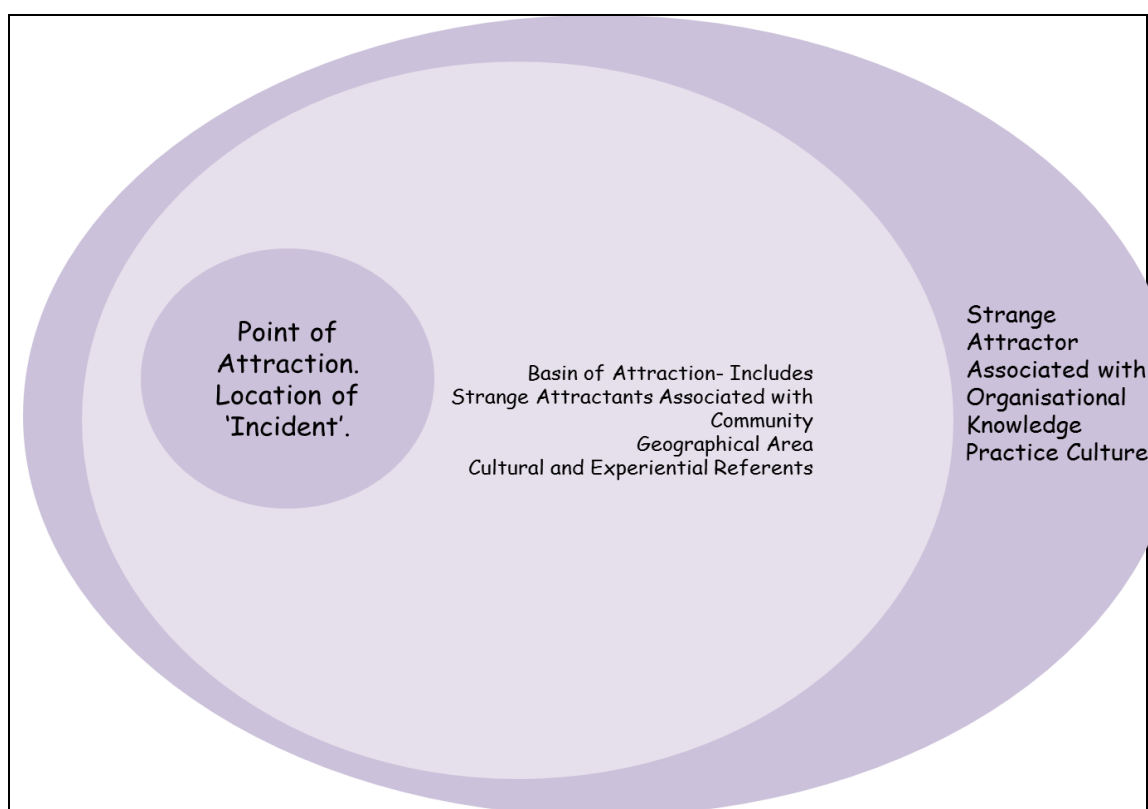 Point of
Attraction.
Location of
‘Incident’.
Basin of Attraction- Includes
Strange Attractants Associated with
Community
Geographical Area
Cultural and Experiential Referents
Strange
Attractor
Associated with
Organisational
Knowledge
Practice Culture